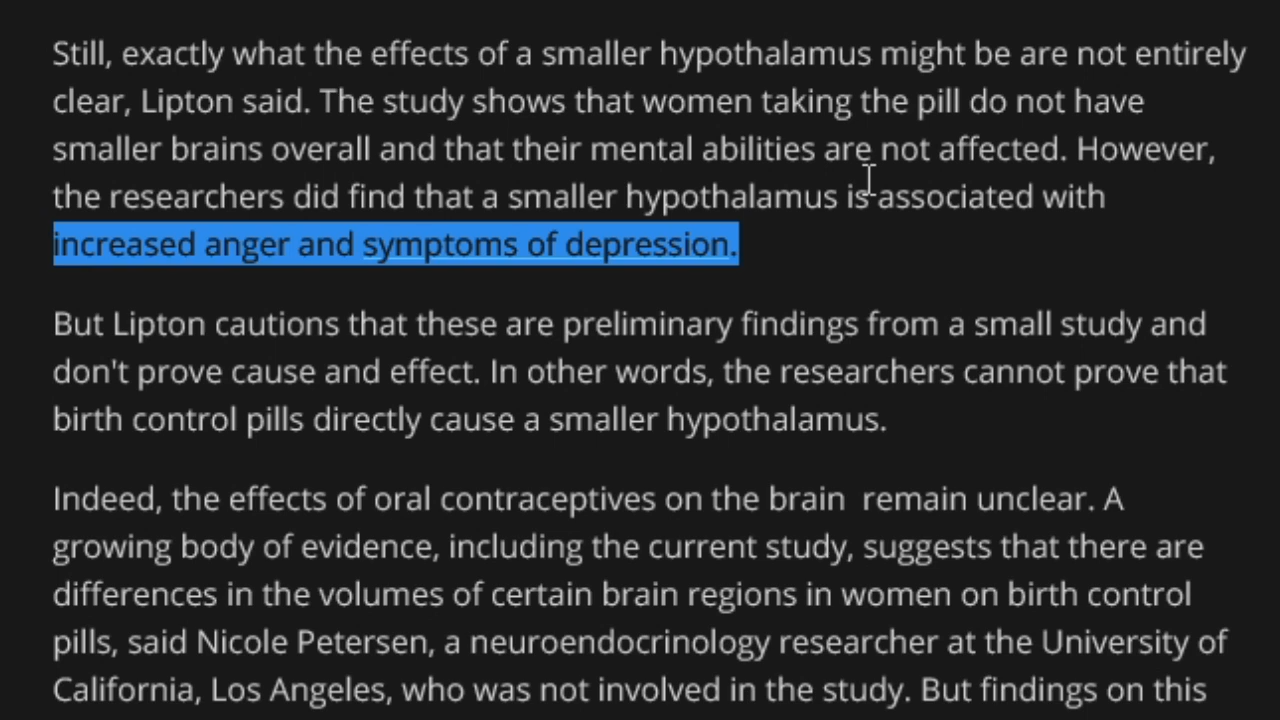 Still, exactly what the effects of a smaller hypothalamus might be are not entirely
clear, Lipton said. The study shows that women taking the pill do not have
smaller brains overall and that their mental abilities are not affected. However,
the researchers did find that a smaller hypothalamus is associated with
increased anger and symptoms of depression.
But Lipton cautions that these are preliminary findings from a small study and
don't prove cause and effect. In other words, the researchers cannot prove that
birth control pills directly cause a smaller hypothalamus.
Indeed, the effects of oral contraceptives on the brain  remain unclear. A
growing body of evidence, including the current study, suggests that there are
differences in the volumes of certain brain regions in women on birth control
pills, said Nicole Petersen, a neuroendocrinology researcher at the University of
California, Los Angeles, who was not involved in the study. But findings on this